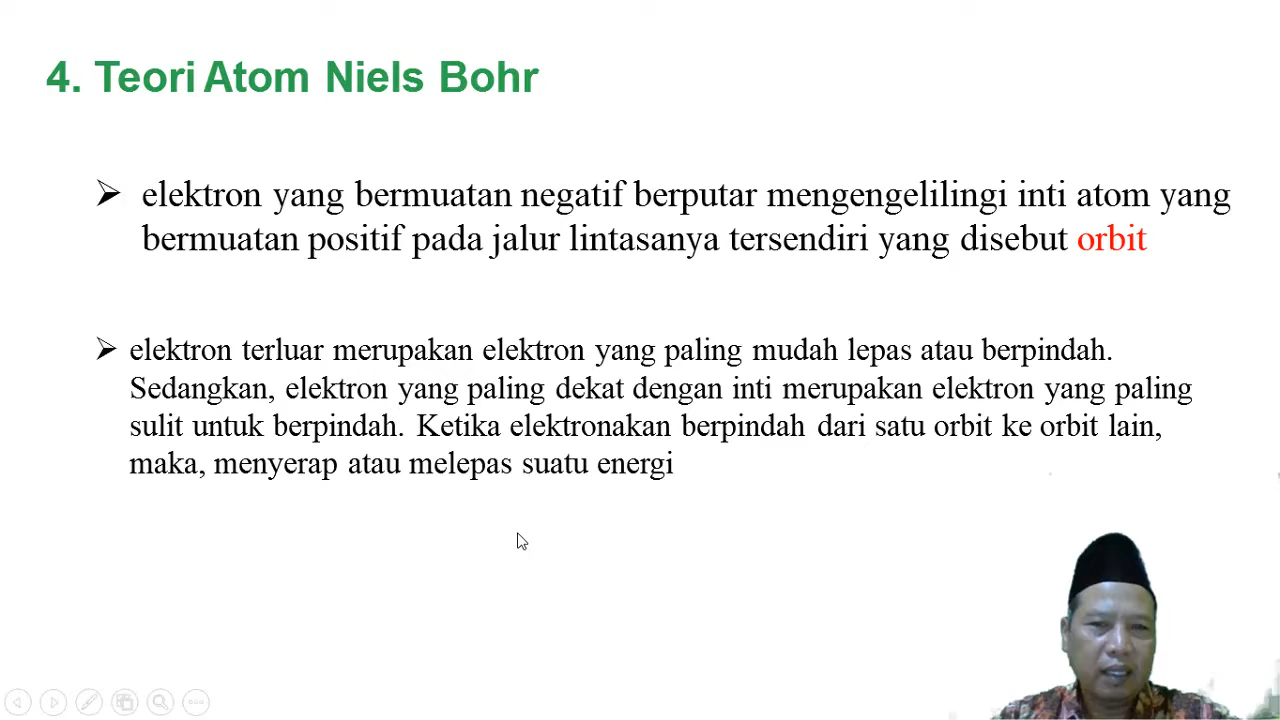 4. Teori Atom Niels Bohr
elektron yang bermuatan negatif berputar mengengelilingi inti atom yang
bermuatan positif pada jalur lintasanya tersendiri yang disebut orbit
elektron terluar merupakan elektron yang paling mudah lepas atau berpindah.
Sedangkan, elektron yang paling dekat dengan inti merupakan elektron yang paling
sulit untuk berpindah. Ketika elektronakan berpindah dari satu orbit ke orbit lain,
maka, menyerap atau melepas suatu energi